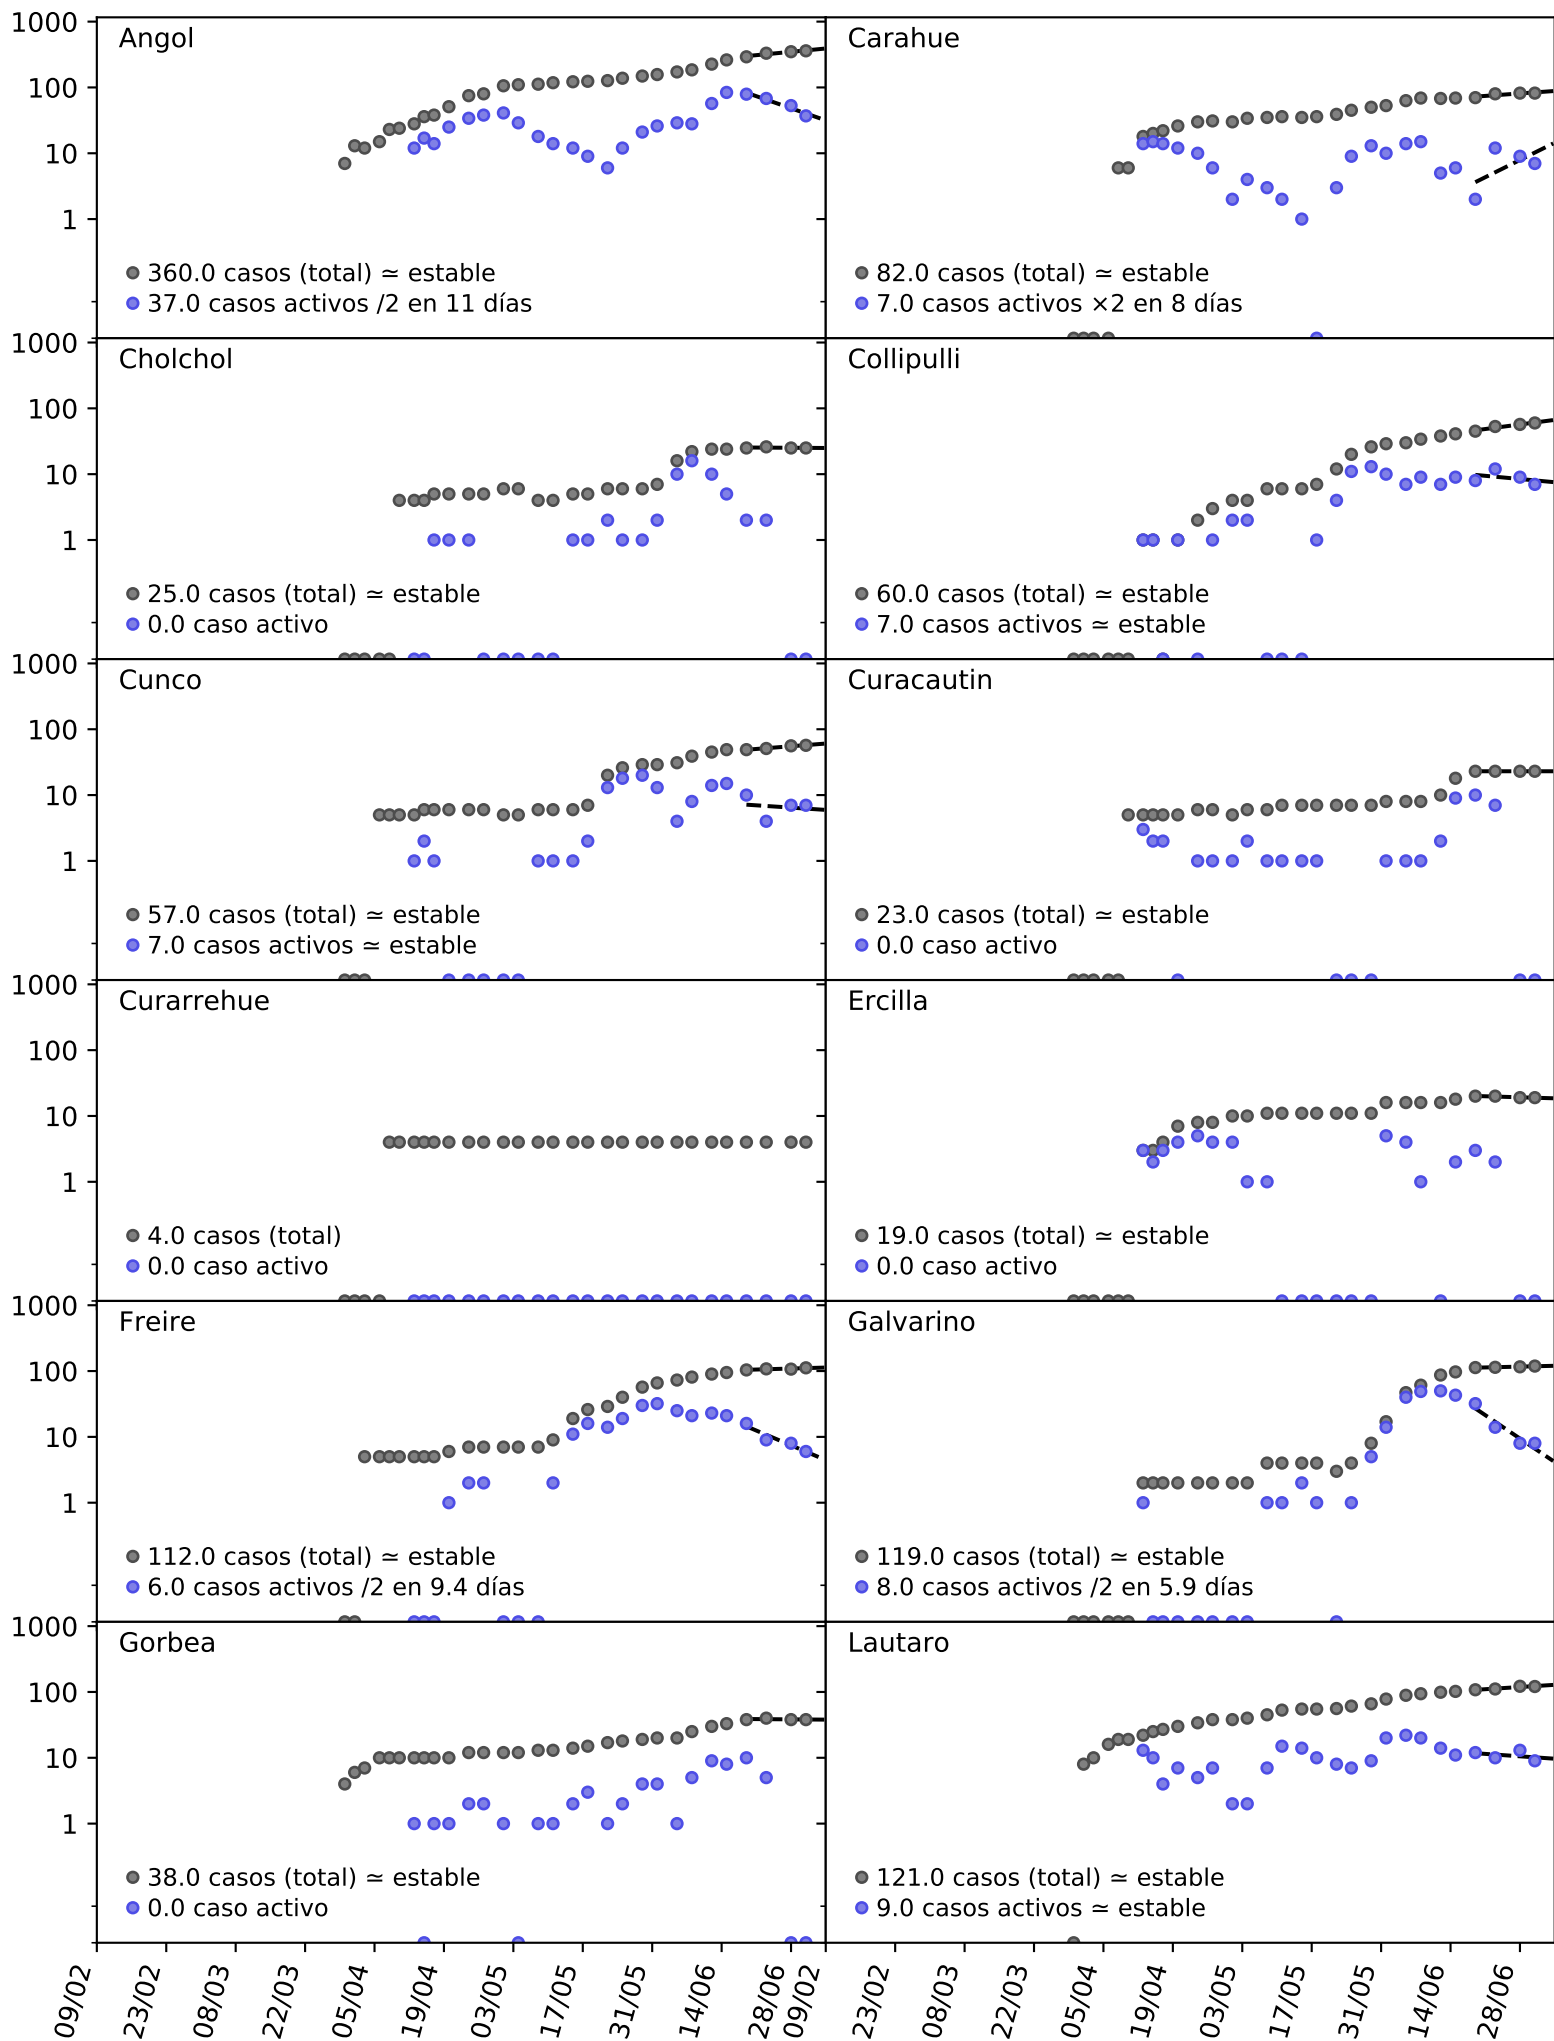 1000
Angol
Carahue
100
10
1
360.0 casos (total) ≃ estable
82.0 casos (total) ≃ estable
37.0 casos activos /2 en 11 días
7.0 casos activos ×2 en 8 días
1000
Cholchol
Collipulli
100
10
1
25.0 casos (total) ≃ estable
60.0 casos (total) ≃ estable
0.0 caso activo
7.0 casos activos ≃ estable
1000
Cunco
Curacautin
100
10
1
57.0 casos (total) ≃ estable
23.0 casos (total) ≃ estable
7.0 casos activos ≃ estable
0.0 caso activo
1000
Curarrehue
Ercilla
100
10
1
4.0 casos (total)
19.0 casos (total) ≃ estable
0.0 caso activo
0.0 caso activo
1000
Freire
Galvarino
100
10
1
112.0 casos (total) ≃ estable
119.0 casos (total) ≃ estable
6.0 casos activos /2 en 9.4 días
8.0 casos activos /2 en 5.9 días
1000
Gorbea
Lautaro
100
10
1
38.0 casos (total) ≃ estable
121.0 casos (total) ≃ estable
0.0 caso activo
9.0 casos activos ≃ estable
09/02 23/02 08/03 22/03 05/04 19/04 03/05 17/05 31/05 14/06 28/06 09/02 23/02 08/03 22/03 05/04 19/04 03/05 17/05 31/05 14/06 28/06